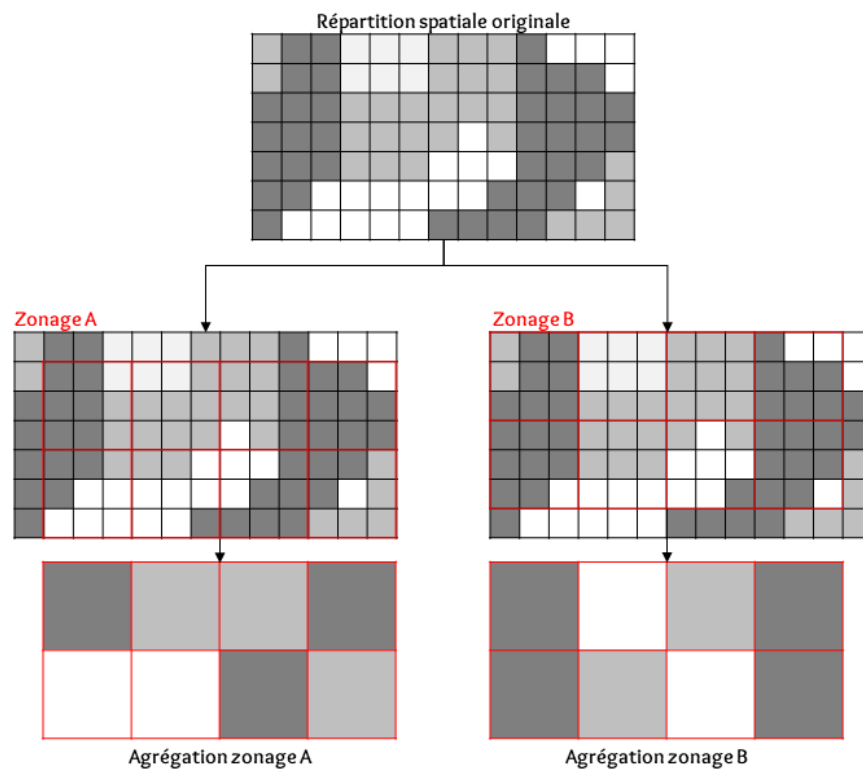 Répartition spatiale originale
Zonage A
Zonage B
Agrégation zonage A
Agrégation zonage B